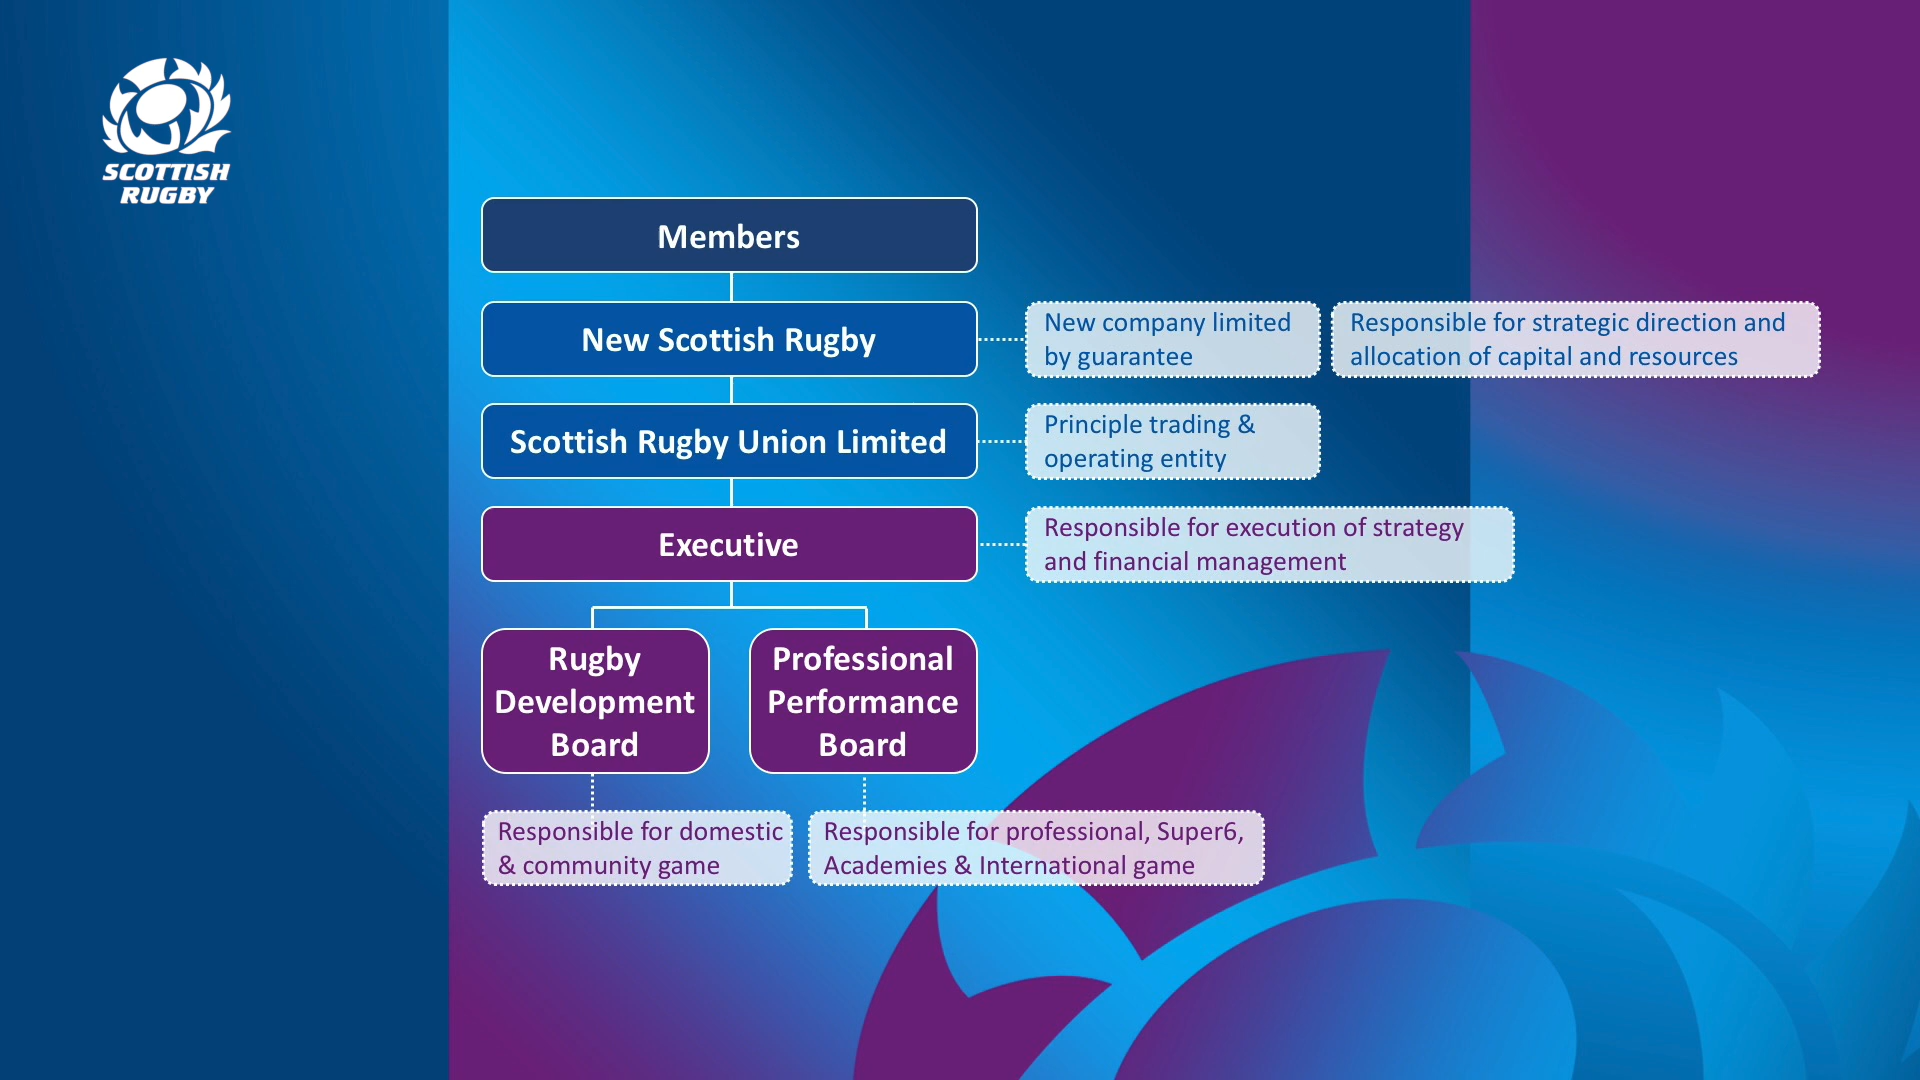 SCOTTISH
RUGBY
Members
New Scottish Rugby
New company limited
by guarantee
Responsible for strategic direction and
allocation of capital and resources
Scottish Rugby Union Limited
Principle trading &
operating entity
Executive
Responsible for execution of strategy
and financial management
Rugby
Development
Board
Professional
Performance
Board
Responsible for domestic
& community game
Responsible for professional, Super6,
Academies & International game